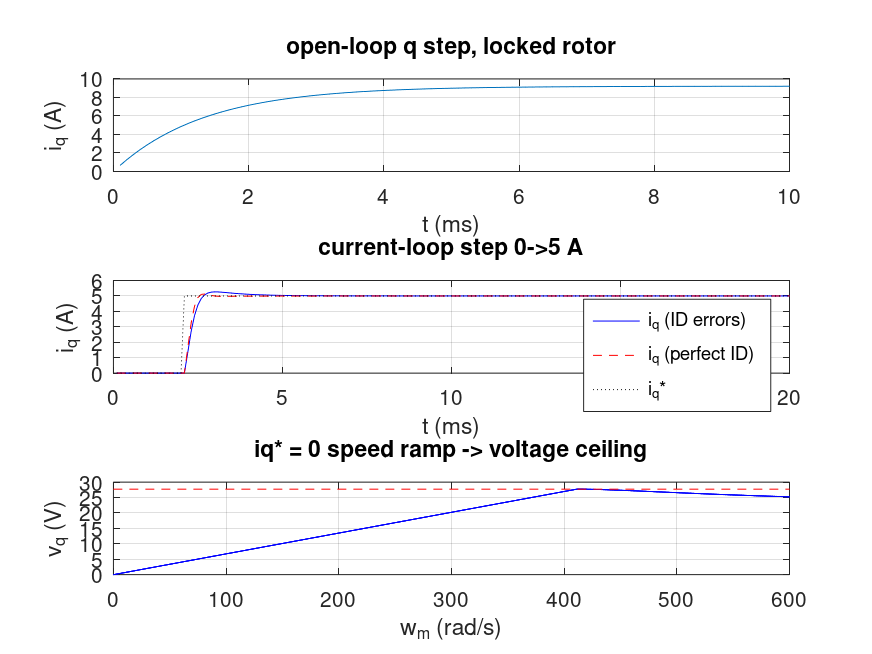 open-loop q step, locked rotor
10
8
6
4
2
0
i_q (A)
0 2 4 6 8 10
t (ms)
current-loop step 0->5 A
6
5
4
3
2
1
0
i_q (A)
i_q (ID errors)
i_q (perfect ID)
i_q*
0 5 10 20
t (ms)
iq* = 0 speed ramp -> voltage ceiling
30
25
20
15
10
5
0
v_q (V)
0 100 200 300 400 500 600
w_m (rad/s)